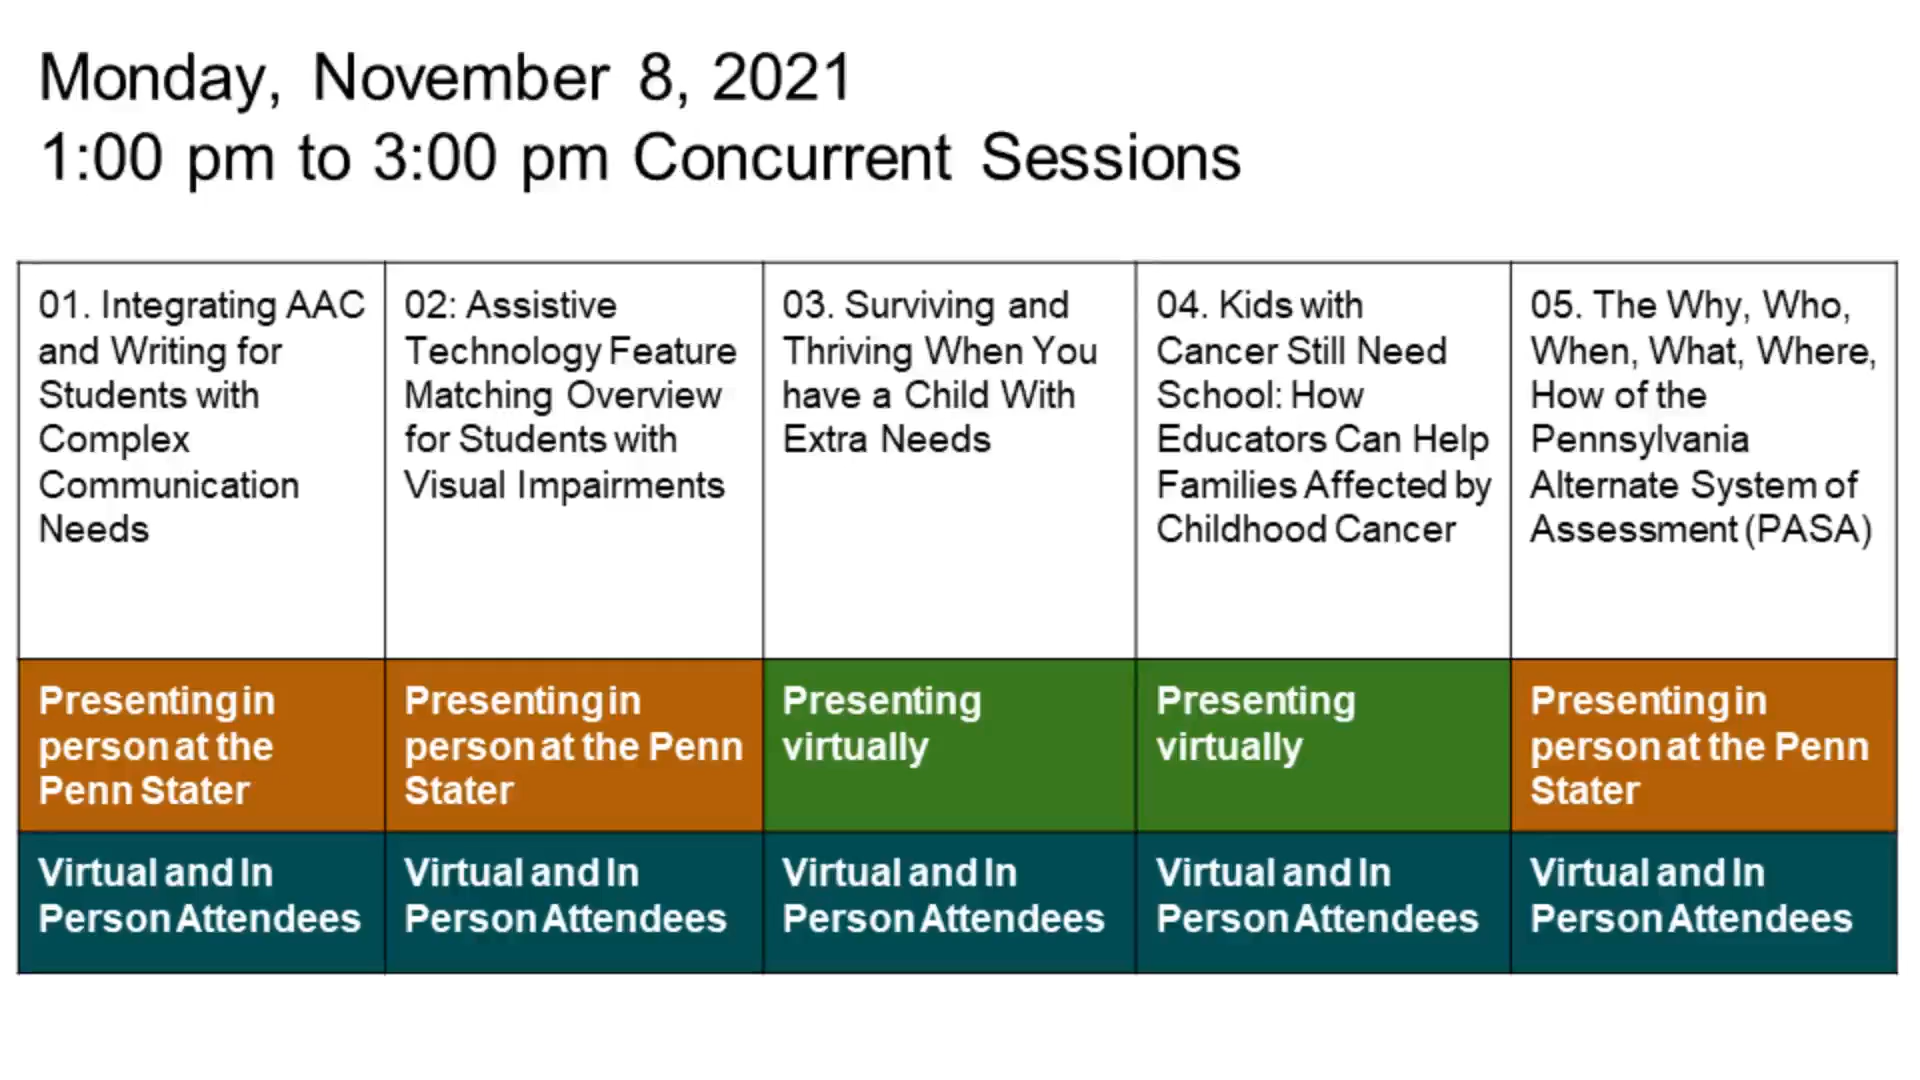 Monday, November 8, 2021
1:00 pm to 3:00 pm Concurrent Sessions
01. Integrating AAC
and Writing for
Students with
Complex
Communication
Needs
02: Assistive
Technology Feature
Matching Overview
for Students with
Visual Impairments
03. Surviving and
Thriving When You
have a Child With
Extra Needs
04. Kids with
Cancer Still Need
School: How
Educators Can Help
Families Affected by
Childhood Cancer
05. The Why, Who,
When, What, Where,
How of the
Pennsylvania
Alternate System of
Assessment (PASA)
Presenting in
person at the
Penn Stater
Presenting in
person at the Penn
Stater
Presenting
virtually
Presenting
virtually
Presenting in
person at the Penn
Stater
Virtual and In
Person Attendees
Virtual and In
Person Attendees
Virtual and In
Person Attendees
Virtual and In
Person Attendees
Virtual and In
Person Attendees